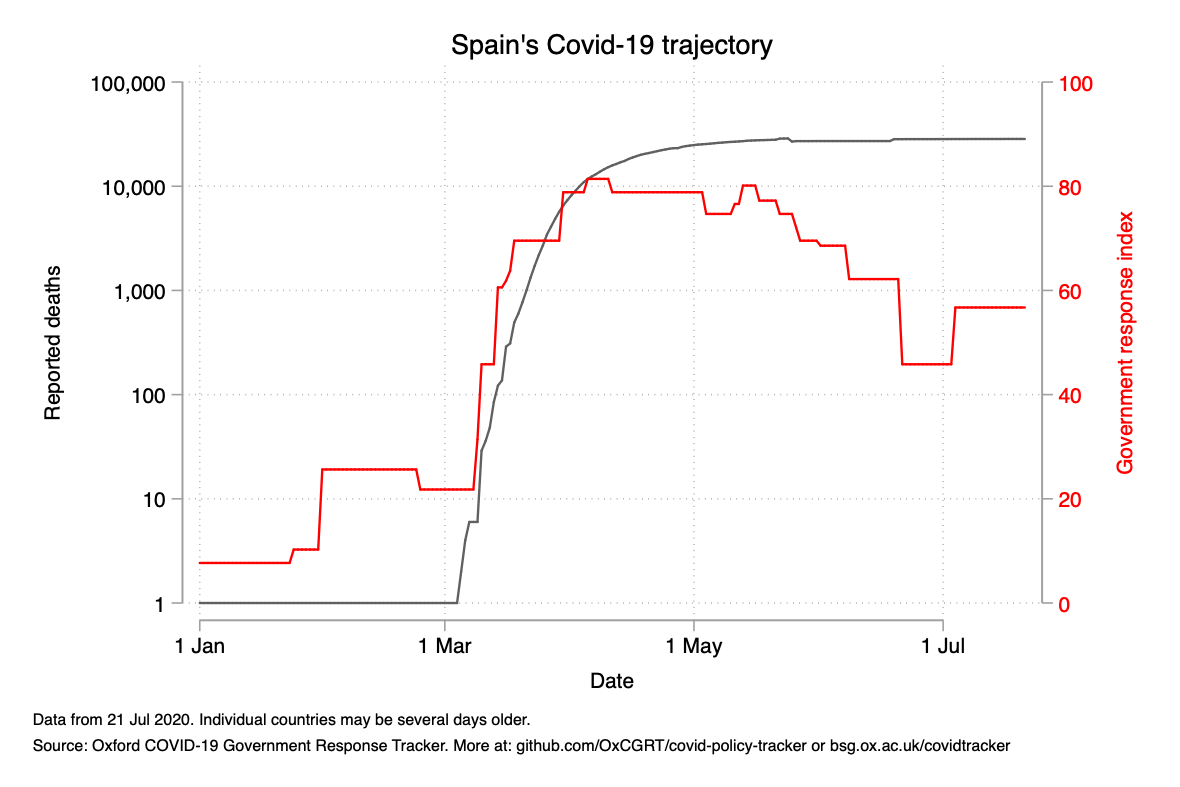 Spain's Covid-19 trajectory
100,000
10,000
1,000
100
10
1
Reported deaths
100
80
60
40
20
0
Government response index
1 Jan
1 Mar
1 May
1 Jul
Date
Data from 21 Jul 2020. Individual countries may be several days older.
Source: Oxford COVID-19 Government Response Tracker. More at: github.com/OxCGRT/covid-policy-tracker or bsg.ox.ac.uk/covidtracker